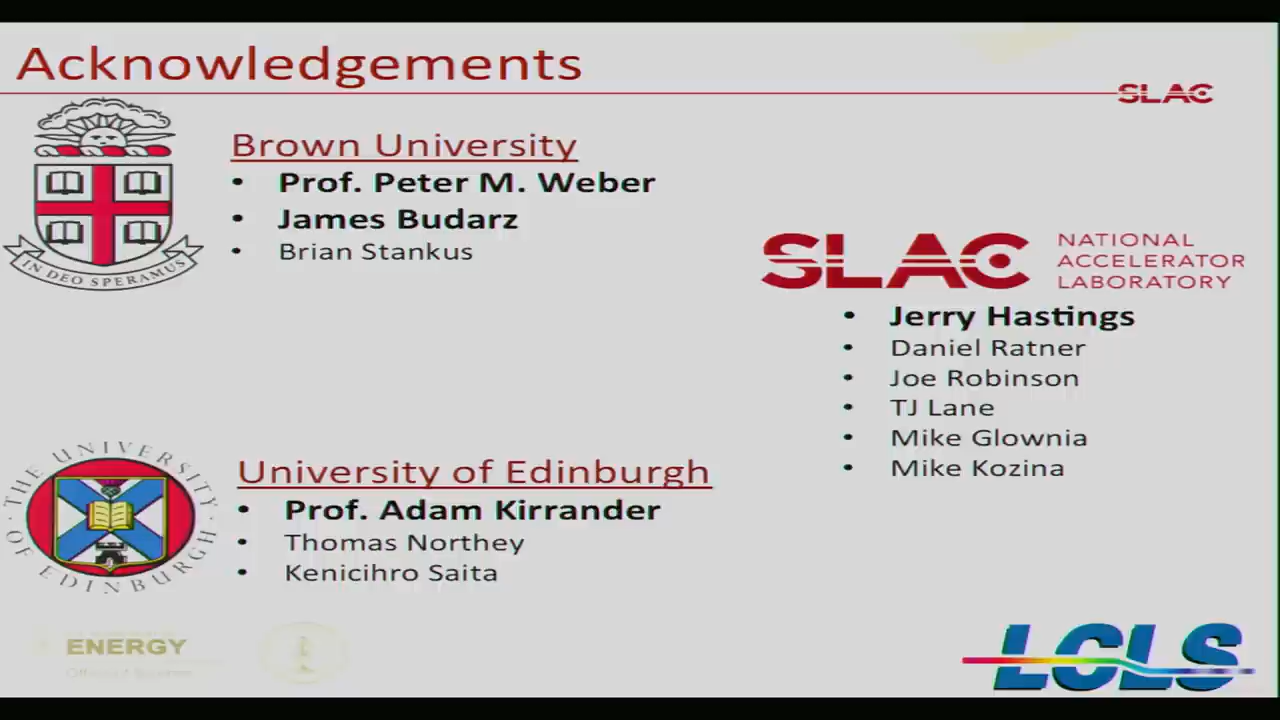 Acknowledgements
SLAC
Brown University
• Prof. Peter M. Weber
• James Budarz
• Brian Stankus
IN DEO SPERAMUS
SLAC NATIONAL
ACCELERATOR
LABORATORY
• Jerry Hastings
• Daniel Ratner
• Joe Robinson
• TJ Lane
• Mike Glownia
• Mike Kozina
THE UNIVERSITY OF EDINBURGH
University of Edinburgh
• Prof. Adam Kirrander
• Thomas Northey
• Kenicihro Saita
ENERGY
LCLS